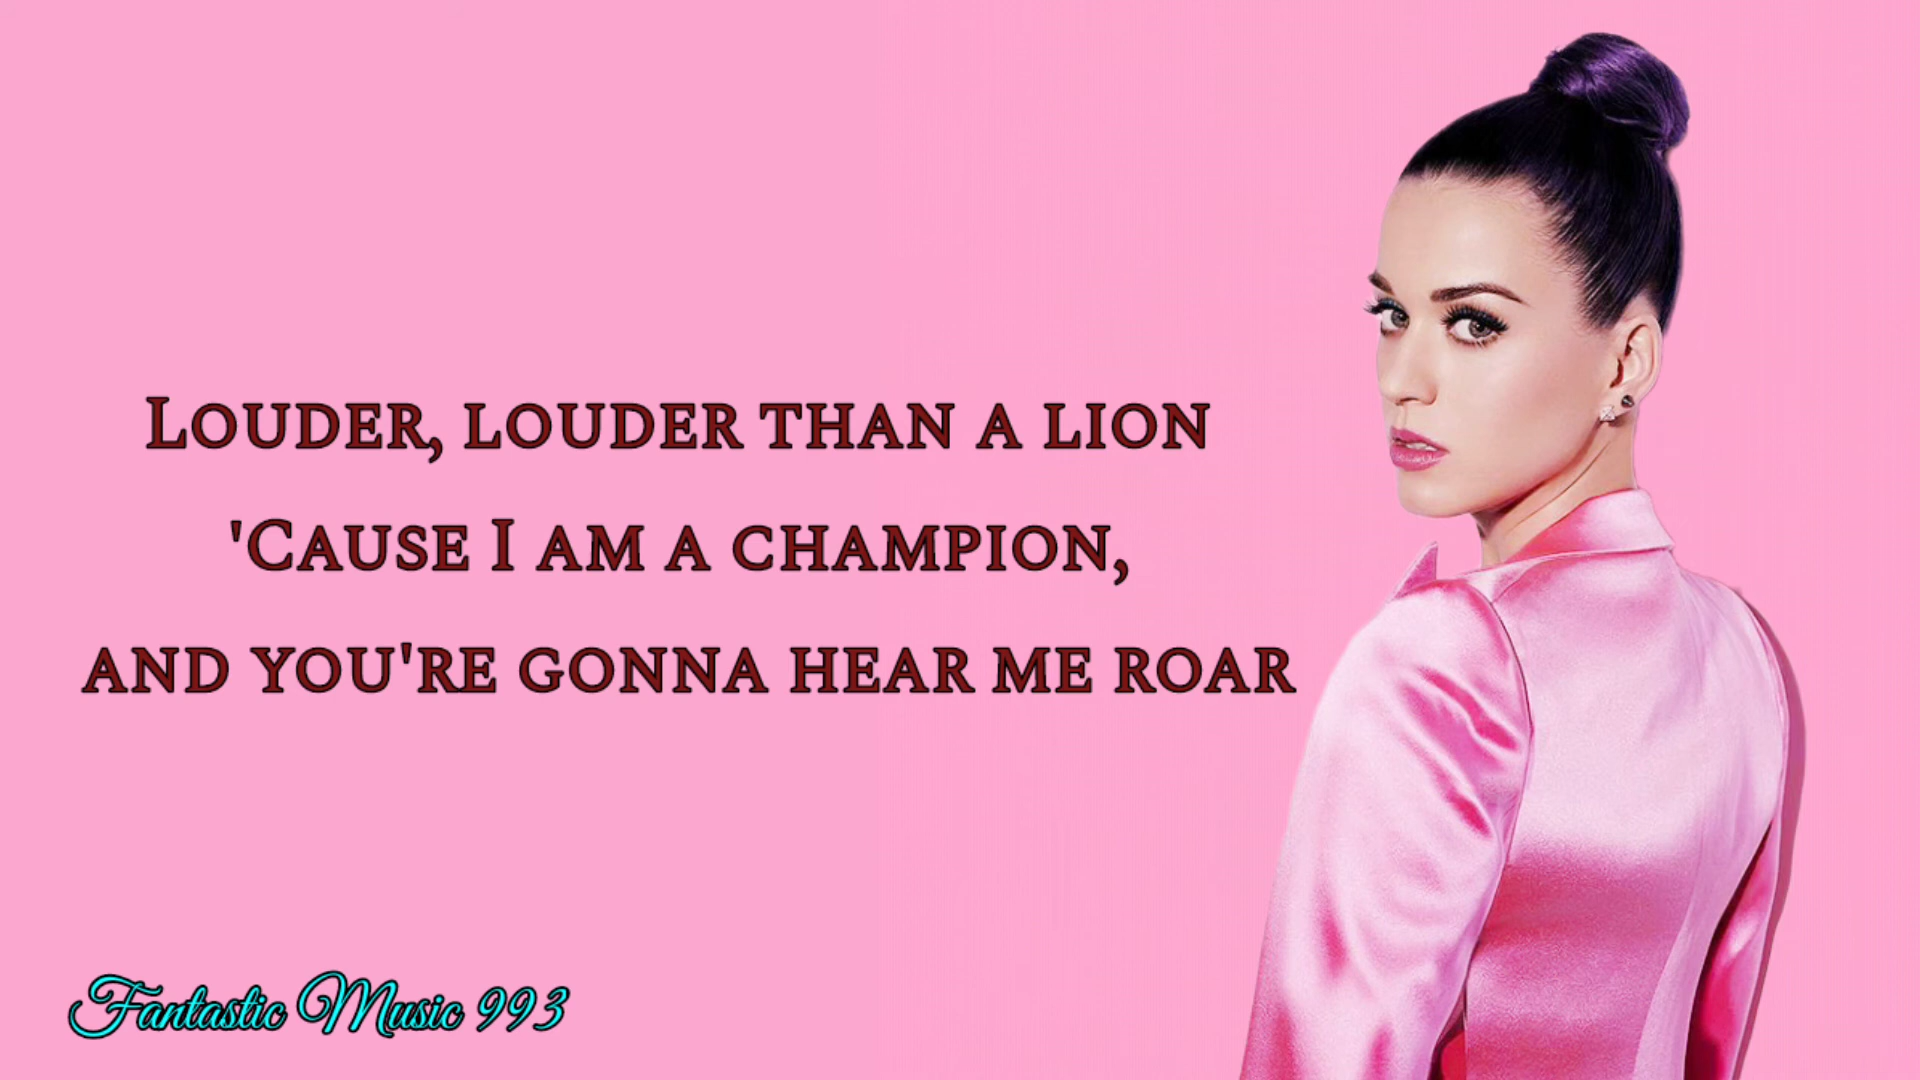 Louder, louder than a lion
'Cause I am a champion,
and you're gonna hear me roar
Fantastic Music 993